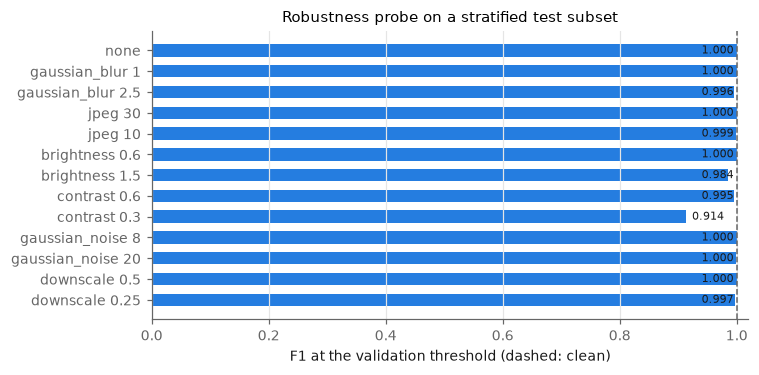 Robustness probe on a stratified test subset
none 1.000
gaussian_blur 1 1.000
gaussian_blur 2.5 0.996
jpeg 30 1.000
jpeg 10 0.999
brightness 0.6 1.000
brightness 1.5 0.984
contrast 0.6 0.995
contrast 0.3 0.914
gaussian_noise 8 1.000
gaussian_noise 20 1.000
downscale 0.5 1.000
downscale 0.25 0.997
0.0 0.2 0.4 0.6 0.8 1.0
F1 at the validation threshold (dashed: clean)